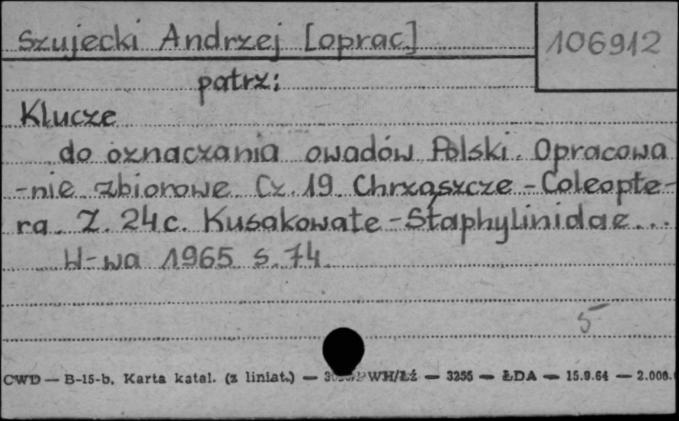 Szujecki Andrzej [oprac]
106912
patrz:
Klucze
do oznaczania owadów Polski. Opracowa
-nie zbiorowe Cz. 19. Chrząszcze - Coleopte-
ra. Z. 24c. Kusakowate - Staphylinidae...
W-wa 1965 s. 74.
5
CWD — B-15-b. Karta katal. (z liniat.) — WH/Łź — 3255 — ŁDA — 15.9.64 — 2.000.